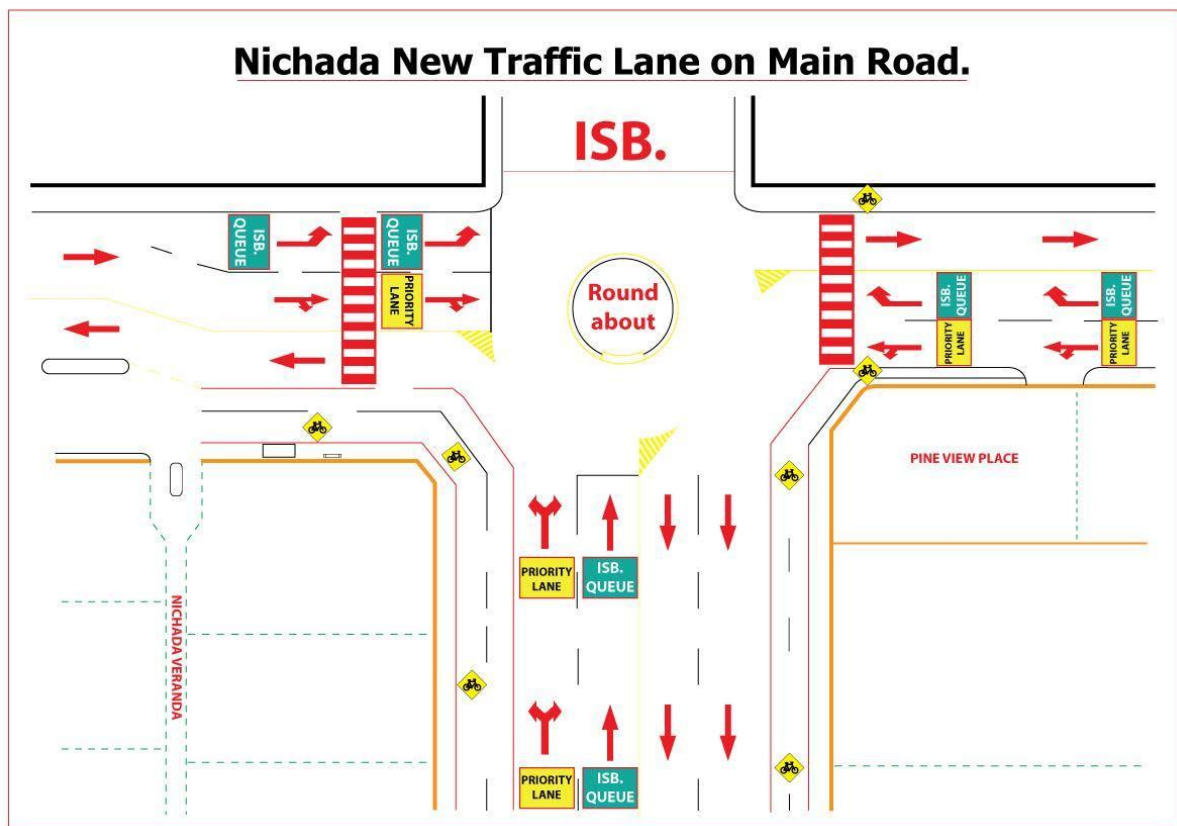 Nichada New Traffic Lane on Main Road.
ISB.
ISB.
QUEUE
ISB.
QUEUE
PRIORITY
LANE
Round
about
ISB.
QUEUE
ISB.
QUEUE
PRIORITY
LANE
PRIORITY
LANE
PINE VIEW PLACE
PRIORITY
LANE
ISB.
QUEUE
NICHADA VERANDA
PRIORITY
LANE
ISB.
QUEUE